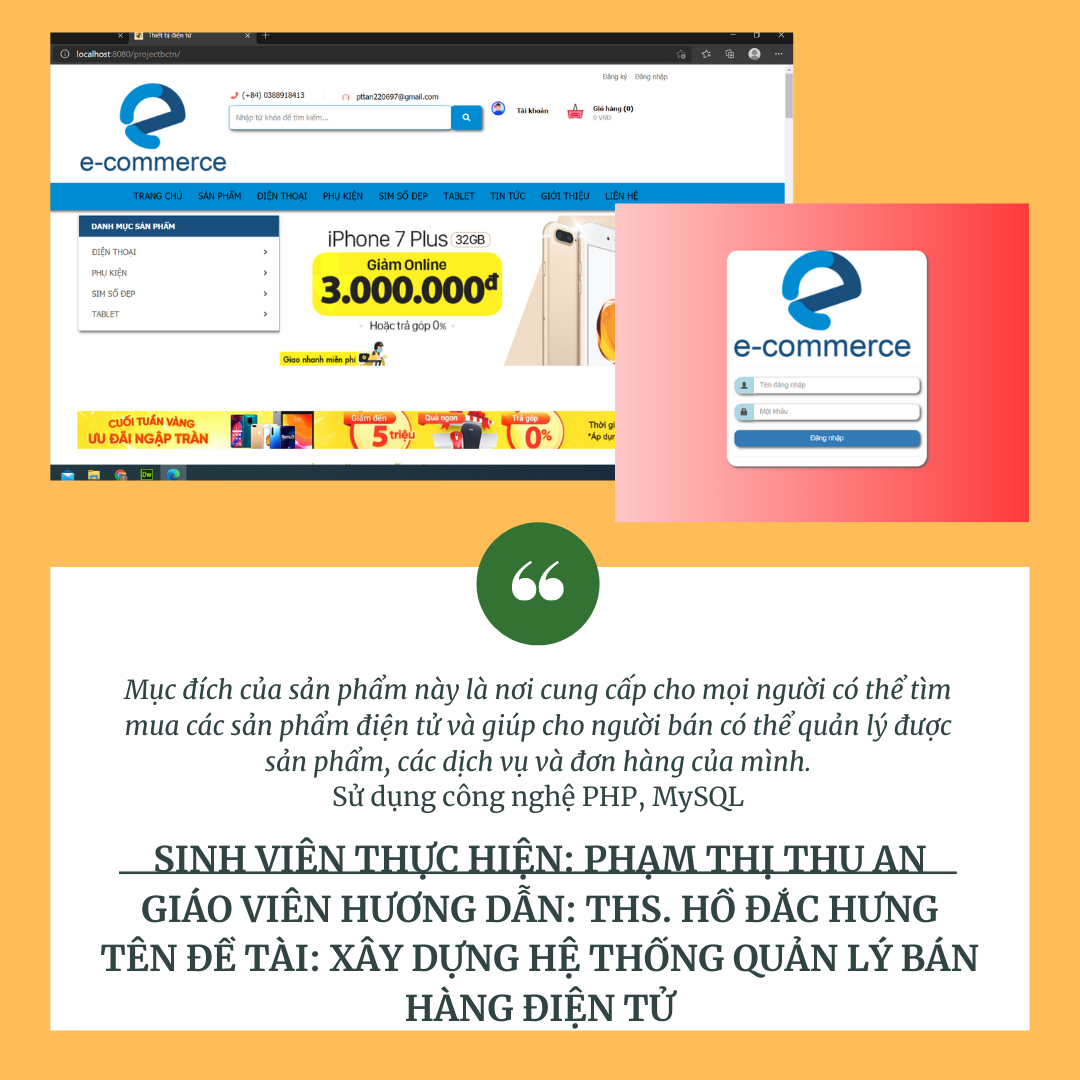 Thiết bị điện tử
localhost:8080/projectbctn/
Đăng ký Đăng nhập
(+84) 0388918413 pttan220697@gmail.com
Nhập từ khóa để tìm kiếm...
Tài khoản
Giỏ hàng (0)
0 VNĐ
e-commerce
TRANG CHỦ SẢN PHẨM ĐIỆN THOẠI PHỤ KIỆN SIM SỐ ĐẸP TABLET TIN TỨC GIỚI THIỆU LIÊN HỆ
DANH MỤC SẢN PHẨM
ĐIỆN THOẠI
PHỤ KIỆN
SIM SỐ ĐẸP
TABLET
iPhone 7 Plus 32GB
Giảm Online
3.000.000đ
Hoặc trả góp 0%
Giao nhanh miễn phí
CUỐI TUẦN VÀNG
ƯU ĐÃI NGẬP TRÀN
Giảm đến
5 triệu
Quà ngon
Trả góp
0%
Thời gi
*Áp dụn
Dw
e-commerce
Tên đăng nhập
Mật khẩu
Đăng nhập
Mục đích của sản phẩm này là nơi cung cấp cho mọi người có thể tìm
mua các sản phẩm điện tử và giúp cho người bán có thể quản lý được
sản phẩm, các dịch vụ và đơn hàng của mình.
Sử dụng công nghệ PHP, MySQL
SINH VIÊN THỰC HIỆN: PHẠM THỊ THU AN
GIÁO VIÊN HƯƠNG DẪN: THS. HỒ ĐẮC HƯNG
TÊN ĐỀ TÀI: XÂY DỰNG HỆ THỐNG QUẢN LÝ BÁN
HÀNG ĐIỆN TỬ